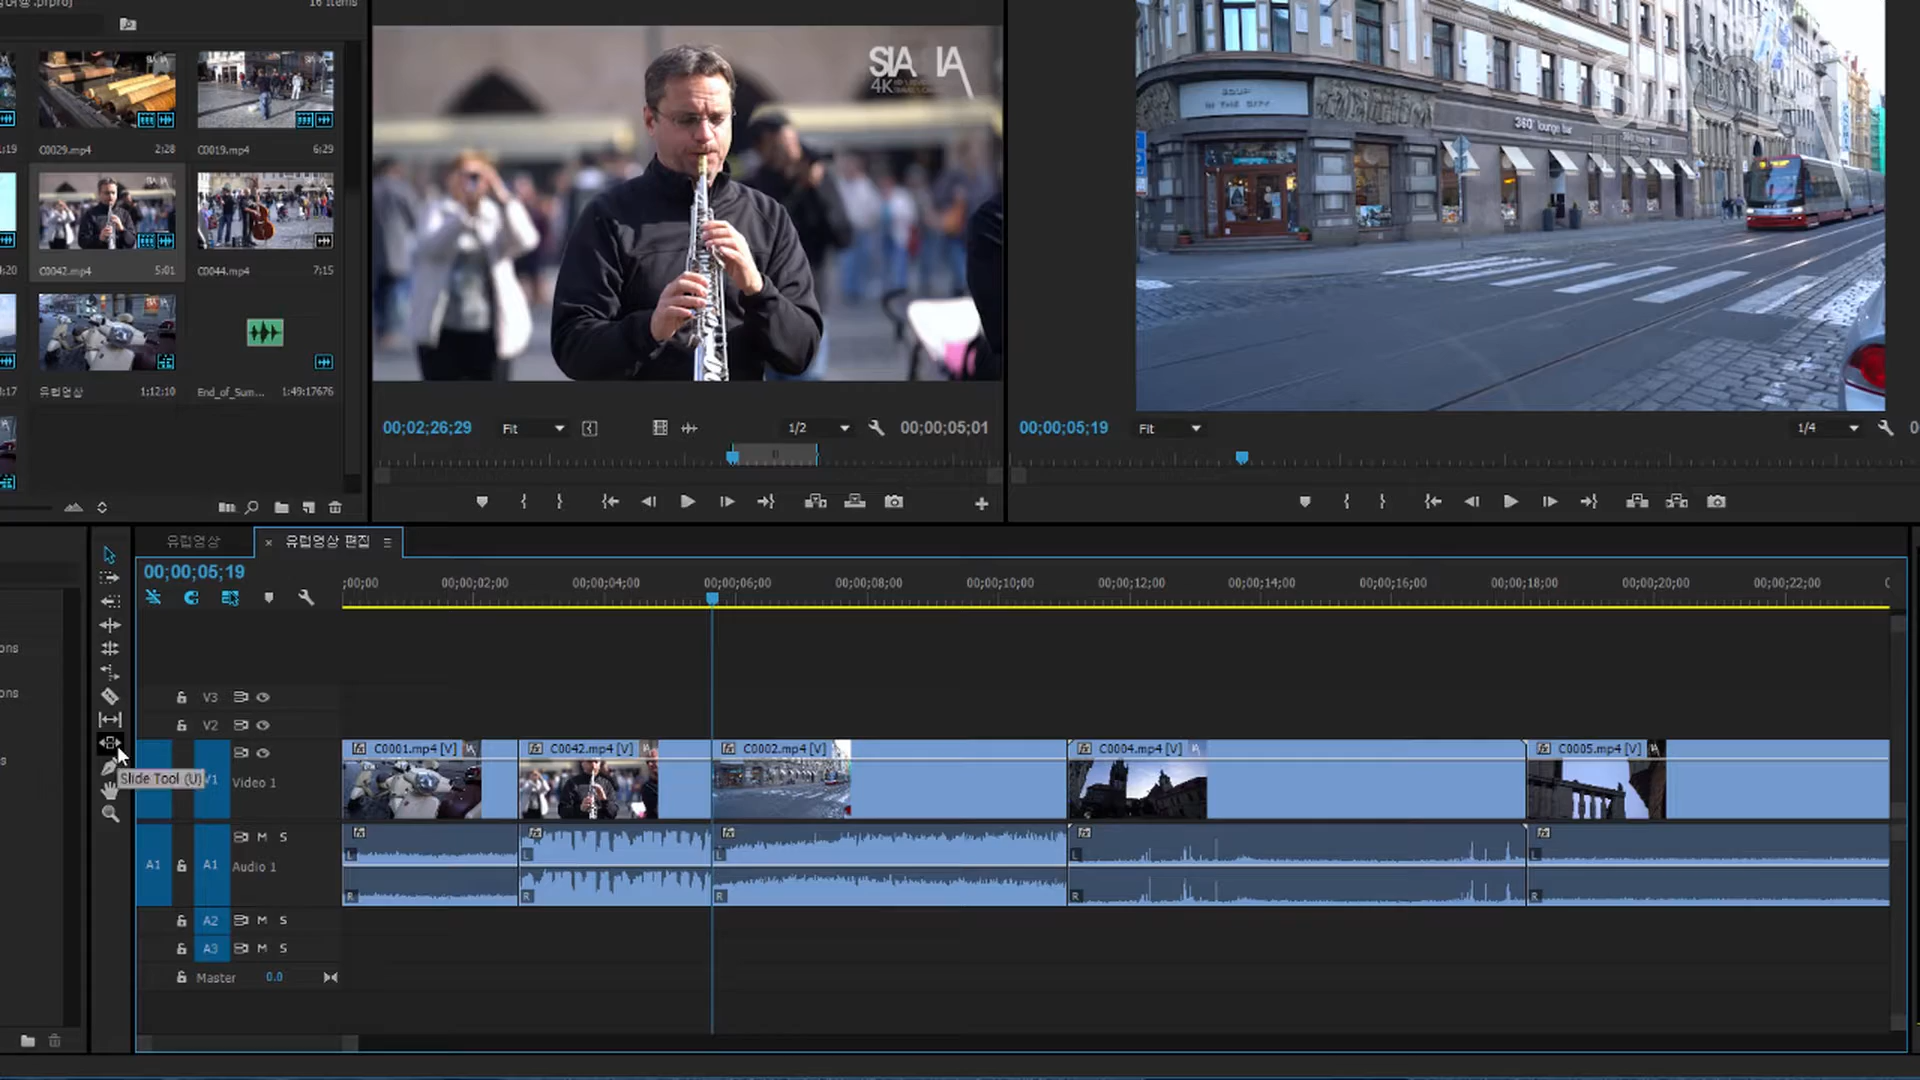 16 items
C0029.mp4 2;28
C0019.mp4 6;29
C0042.mp4 5:01
C0044.mp4 7:15
유럽영상 1:12:10
End_of_Sum... 1:49:17676
SIA
4K
360° lounge bar
00;02;26;29
Fit
1/2
00;00;05;01
00;00;05;19
Fit
1/4
유럽영상
× 유럽영상 편집
00;00;05;19
;00;00
00;00;02;00
00;00;04;00
00;00;06;00
00;00;08;00
00;00;10;00
00;00;12;00
00;00;14;00
00;00;16;00
00;00;18;00
00;00;20;00
00;00;22;00
V3
V2
C0001.mp4 [V]
C0042.mp4 [V]
C0002.mp4 [V]
C0004.mp4 [V]
C0005.mp4 [V]
Slide Tool (U)
Video 1
A1
A1
M S
Audio 1
L
R
A2 M S
A3 M S
Master 0.0